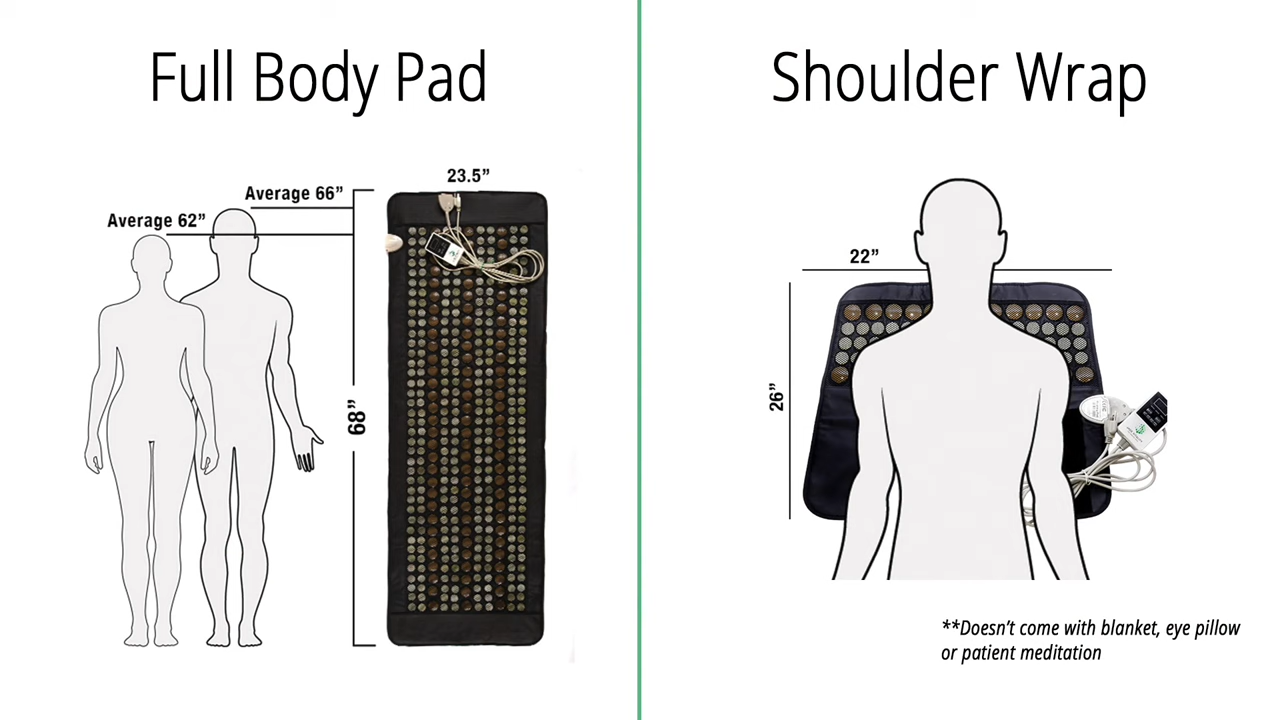 Full Body Pad
Shoulder Wrap
23.5”
Average 66”
Average 62”
68”
22”
26”
**Doesn’t come with blanket, eye pillow
or patient meditation